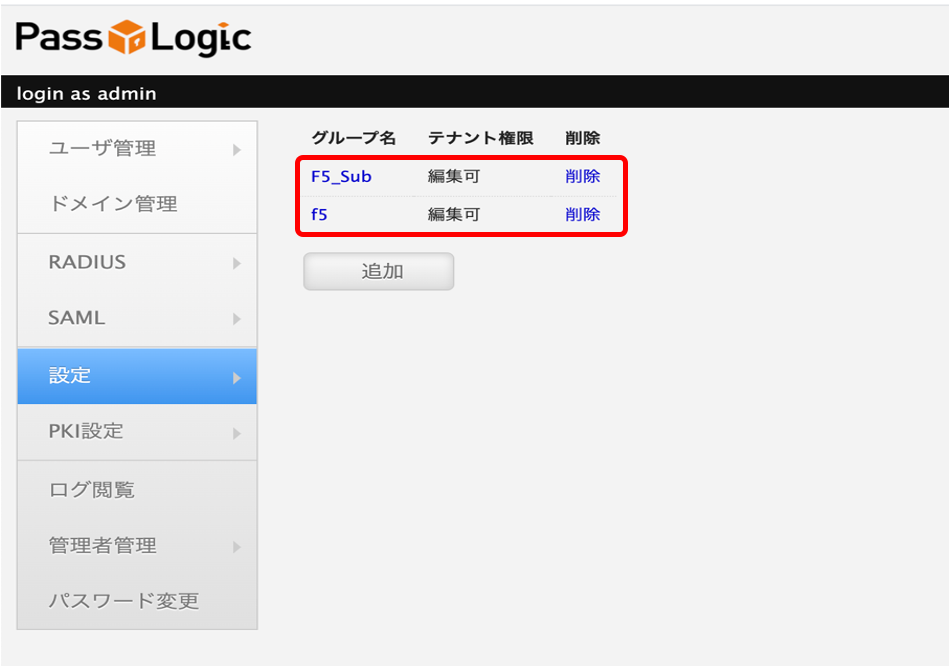 PassLogic
login as admin
ユーザ管理
ドメイン管理
RADIUS
SAML
設定
PKI設定
ログ閲覧
管理者管理
パスワード変更
グループ名 テナント権限 削除
F5_Sub 編集可 削除
f5 編集可 削除
追加